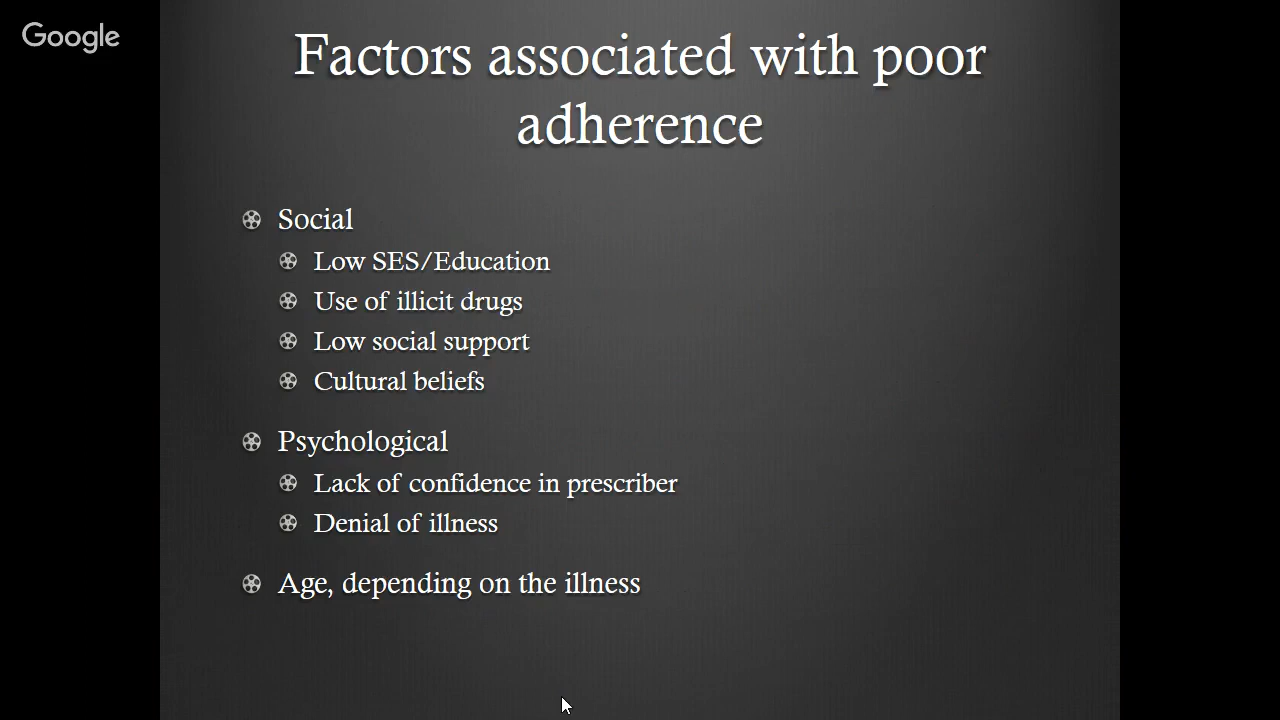 Google
Factors associated with poor
adherence
Social
Low SES/Education
Use of illicit drugs
Low social support
Cultural beliefs
Psychological
Lack of confidence in prescriber
Denial of illness
Age, depending on the illness